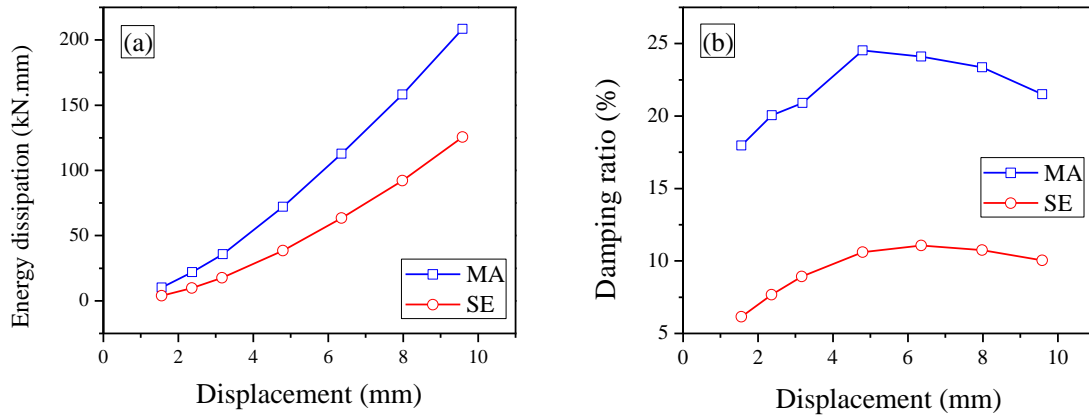 (a)
Energy dissipation (kN.mm)
200
150
100
50
0
MA
SE
0 2 4 6 8 10
Displacement (mm)
(b)
Damping ratio (%)
25
20
15
10
5
MA
SE
0 2 4 6 8 10
Displacement (mm)